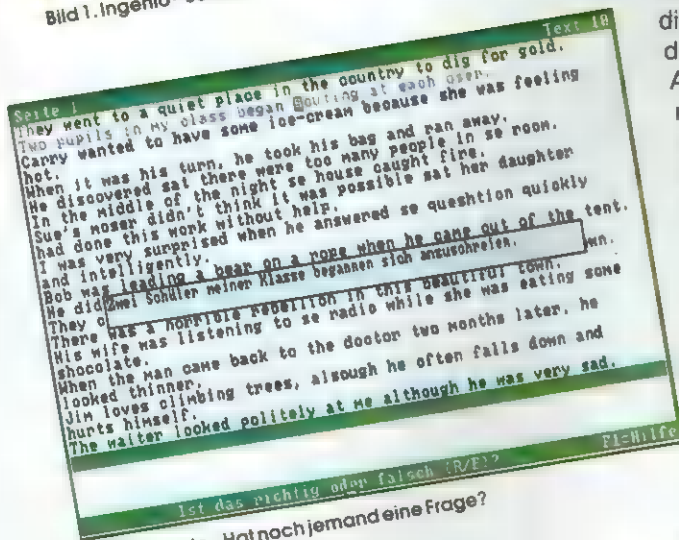 Bild 1. Ingenio
di
d
A
Seite 1 Text 10
They went to a quiet place in the country to dig for gold.
Two pupils in my class began souting at each oser.
Carry wanted to have some ice-cream because she was feeling
hot.
When it was his turn, he took his bag and ran away.
He discovered sat there were too many people in se room.
In the middle of the night se house caught fire.
Sue's moser didn't think it was possible sat her daughter
had done this work without help.
I was very surprised when he answered se queshtion quickly
and intelligently.
Bob was leading a bear on a rope when he came out of the tent.
He did
Zwei Schüler meiner Klasse begannen sich anzuschreien.
They wn.
There was a horrible rebellion in this beautiful town.
His wife was listening to se radio while she was eating some
shocolate.
When the man came back to the doctor two months later, he
looked thinner.
Jim loves climbing trees, alsough he often falls down and
hurts himself.
The waiter looked politely at me although he was very sad.
Ist das richtig oder falsch (R/F)? F1=Hilfe
Hat noch jemand eine Frage?